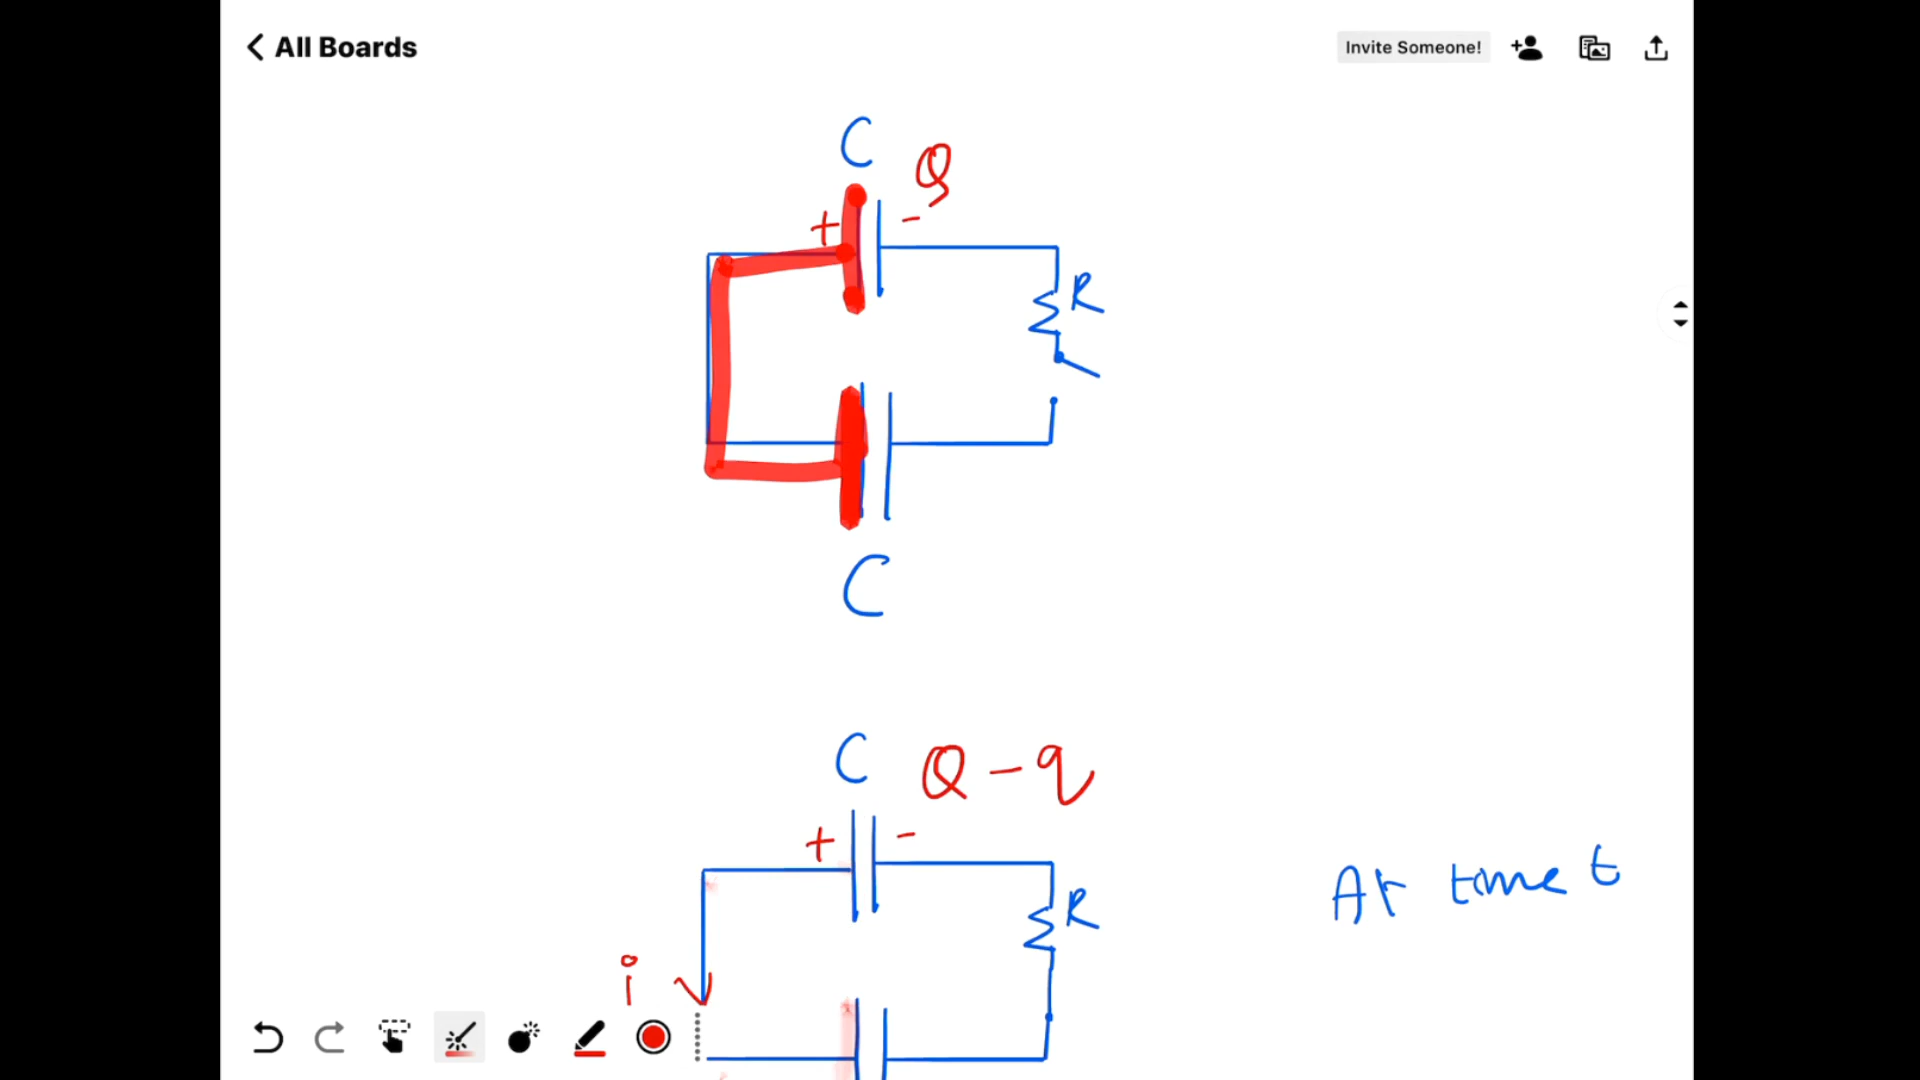 All Boards
Invite Someone!
C
Q
+ -
R
C
C Q - q
+ -
R
At time t
i